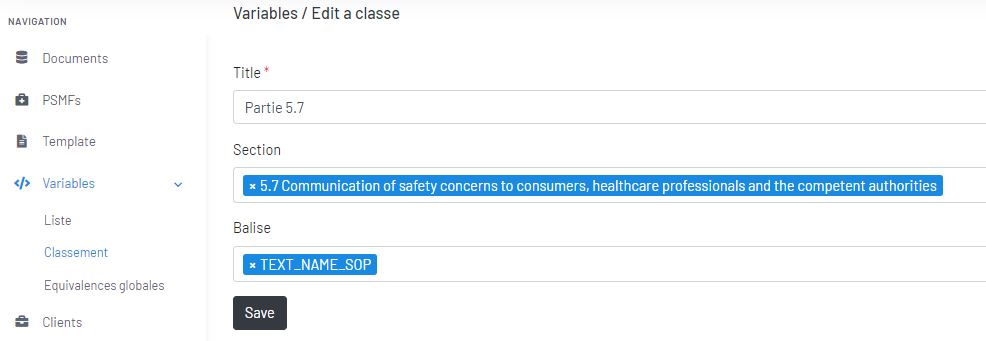 NAVIGATION
Documents
PSMFs
Template
Variables
Liste
Classement
Equivalences globales
Clients
Variables / Edit a classe
Title *
Partie 5.7
Section
× 5.7 Communication of safety concerns to consumers, healthcare professionals and the competent authorities
Balise
× TEXT_NAME_SOP
Save